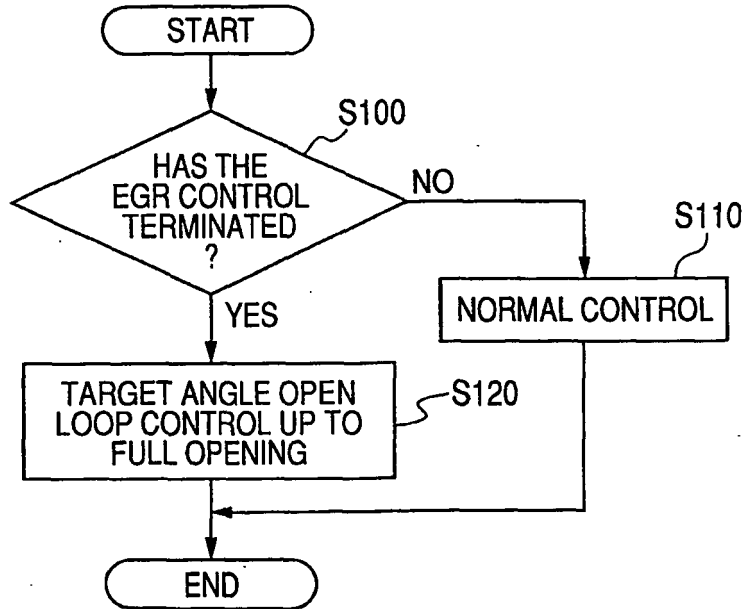 START
S100
HAS THE
EGR CONTROL
TERMINATED
?
NO
S110
NORMAL CONTROL
YES
TARGET ANGLE OPEN
LOOP CONTROL UP TO
FULL OPENING
S120
END